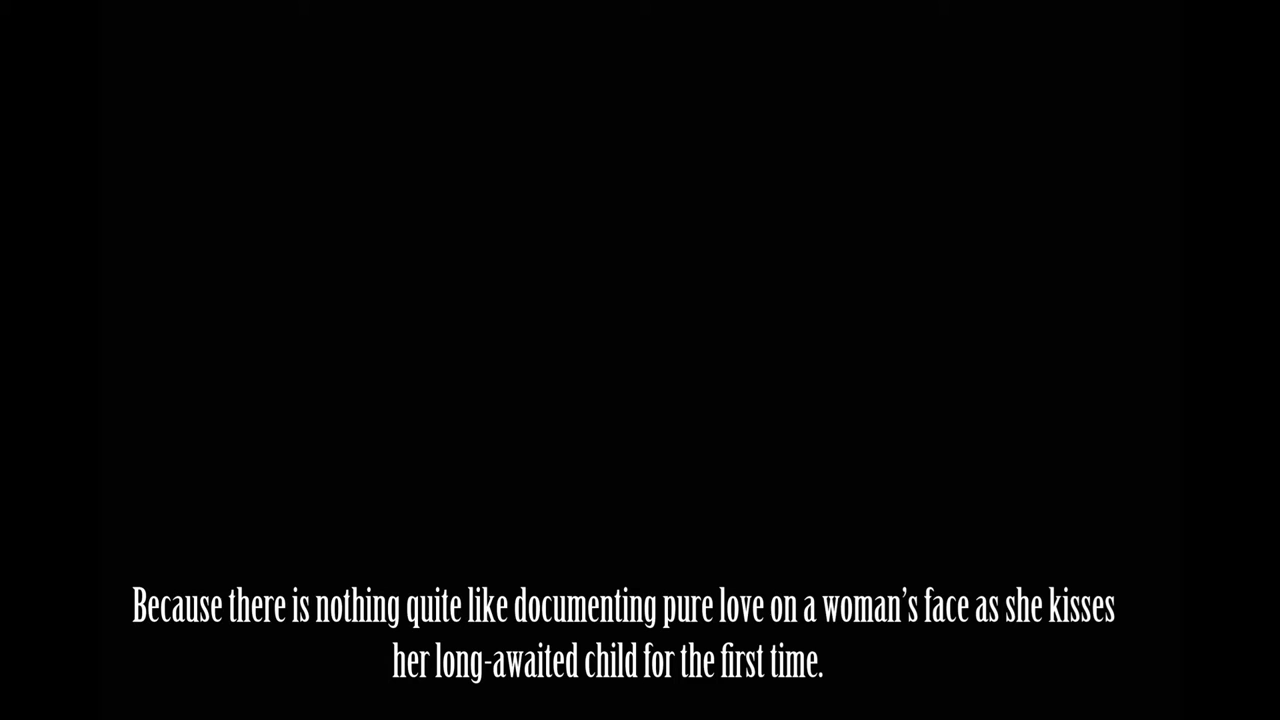 Because there is nothing quite like documenting pure love on a woman’s face as she kisses
her long-awaited child for the first time.